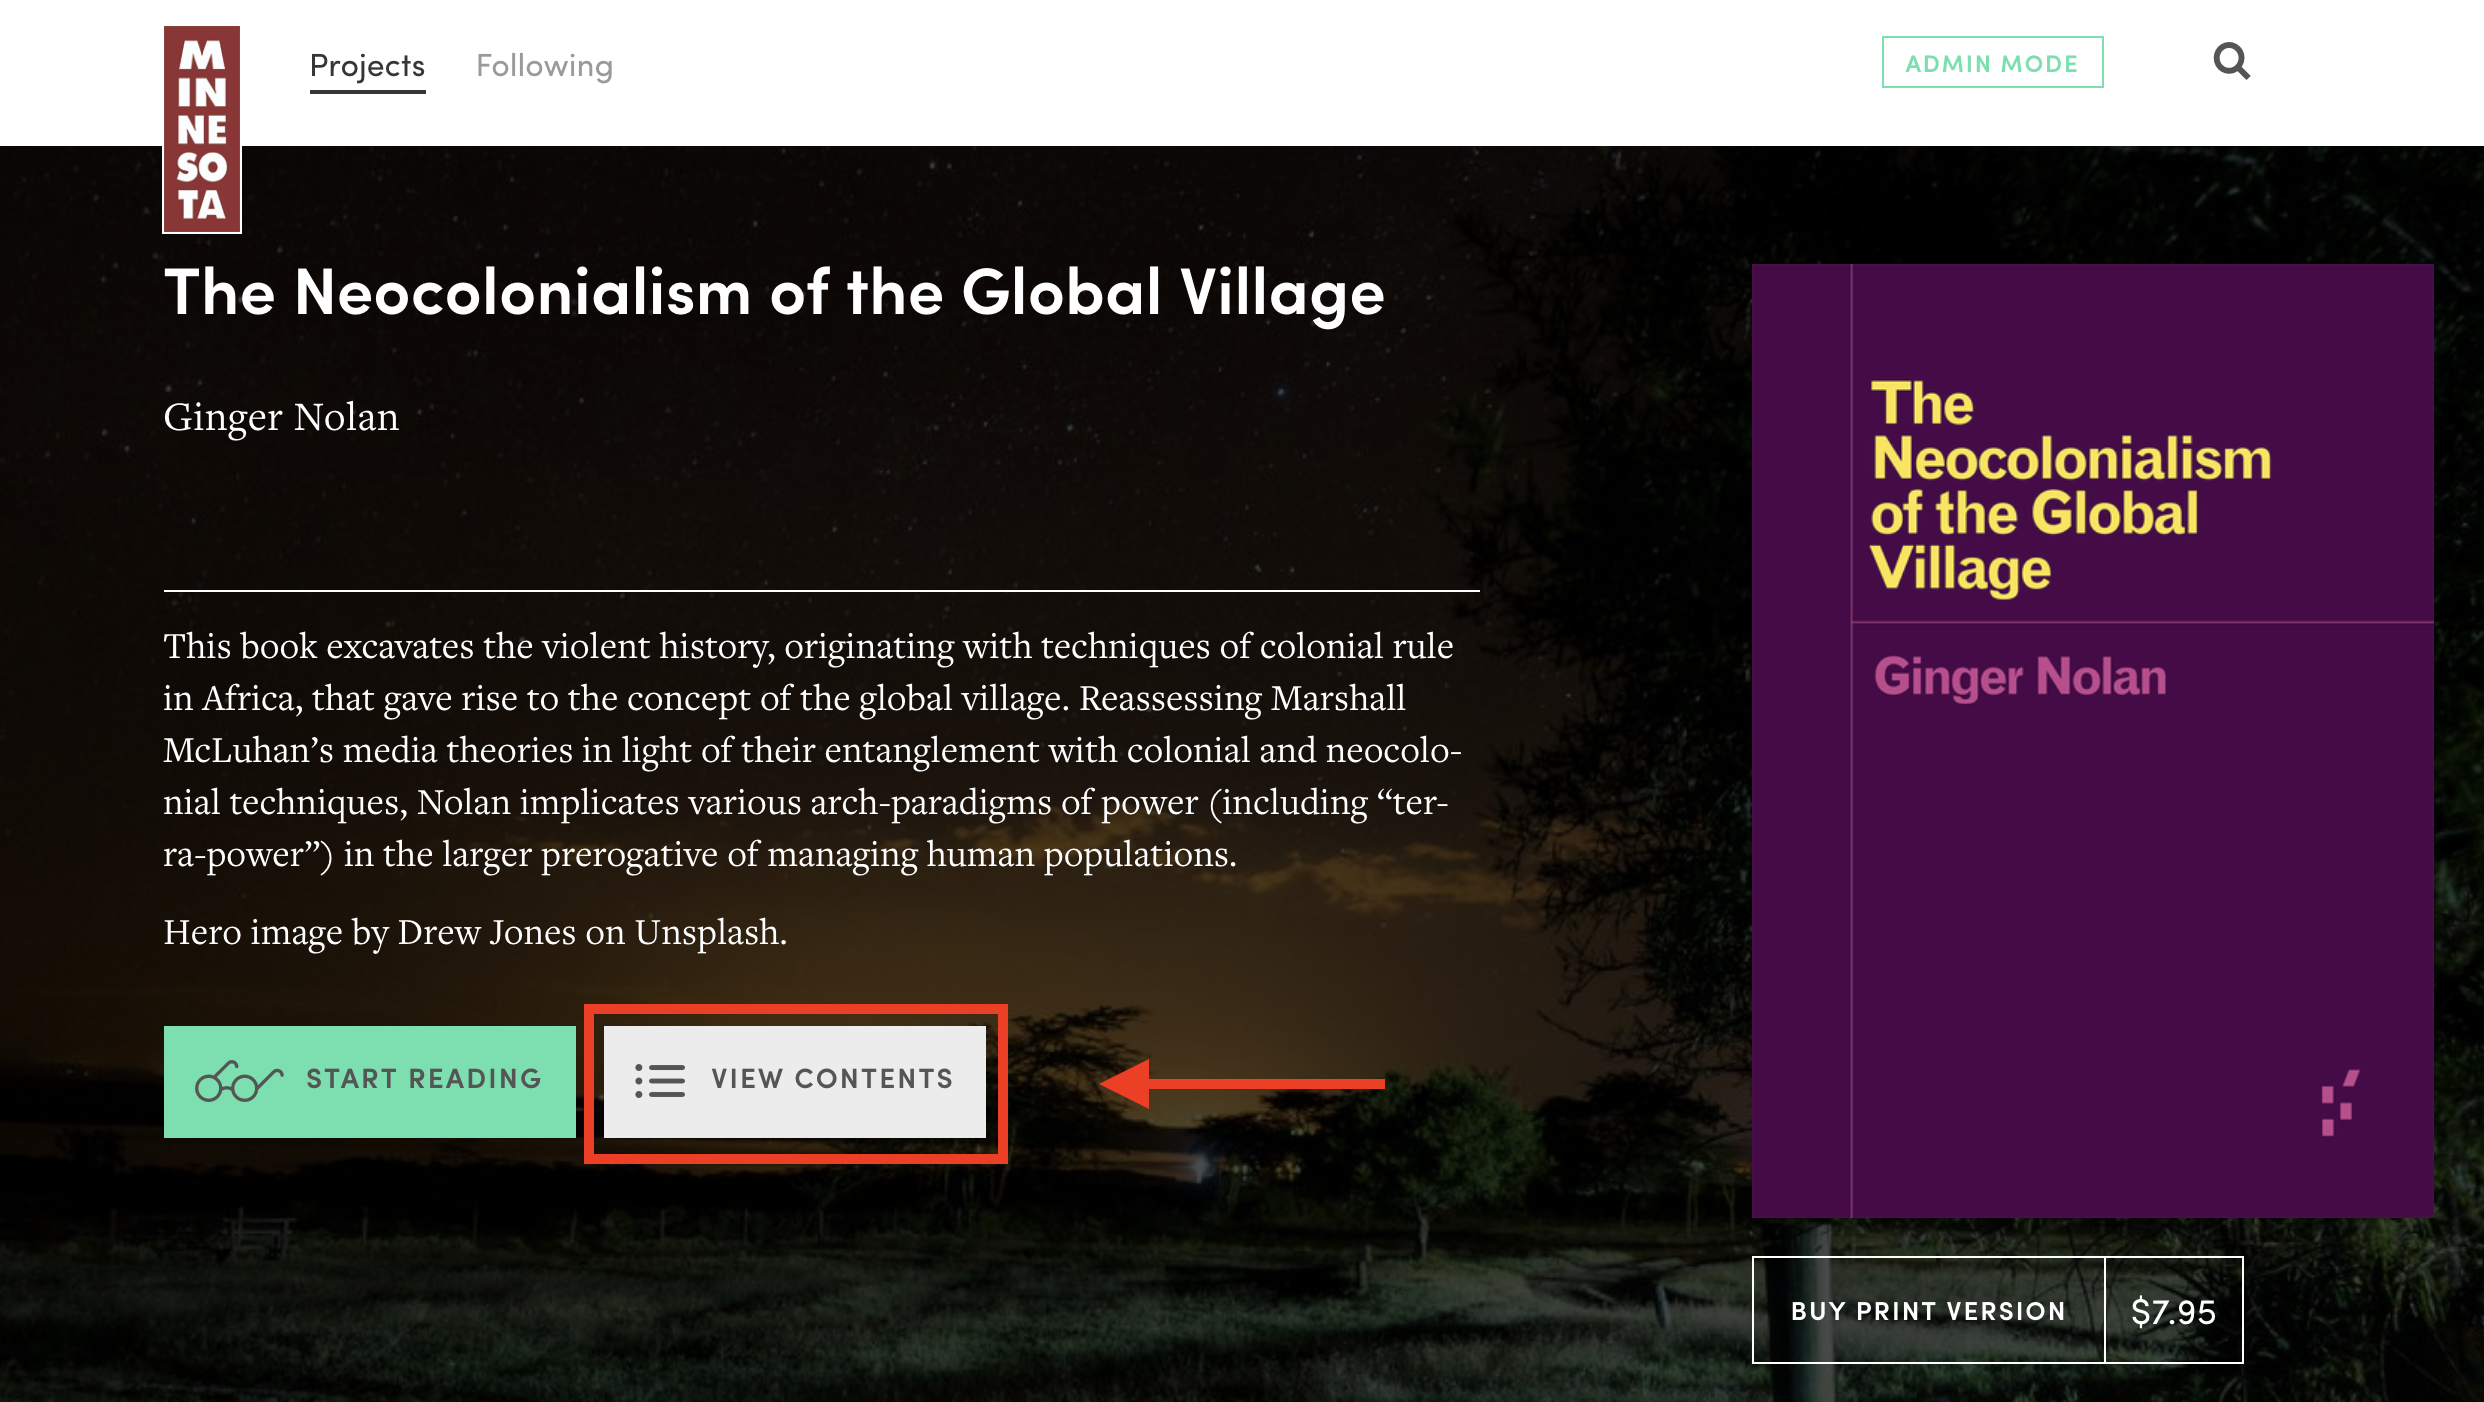 M
IN
NE
SO
TA
Projects
Following
ADMIN MODE
The Neocolonialism of the Global Village
Ginger Nolan
This book excavates the violent history, originating with techniques of colonial rule
in Africa, that gave rise to the concept of the global village. Reassessing Marshall
McLuhan’s media theories in light of their entanglement with colonial and neocolo-
nial techniques, Nolan implicates various arch-paradigms of power (including “ter-
ra-power”) in the larger prerogative of managing human populations.
Hero image by Drew Jones on Unsplash.
START READING
VIEW CONTENTS
The
Neocolonialism
of the Global
Village
Ginger Nolan
BUY PRINT VERSION
$7.95